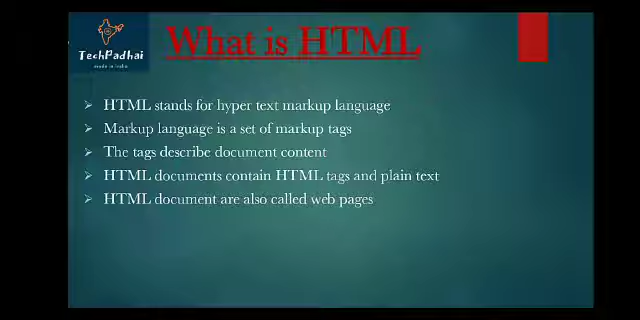 TechPadhai
made in india
What is HTML
HTML stands for hyper text markup language
Markup language is a set of markup tags
The tags describe document content
HTML documents contain HTML tags and plain text
HTML document are also called web pages